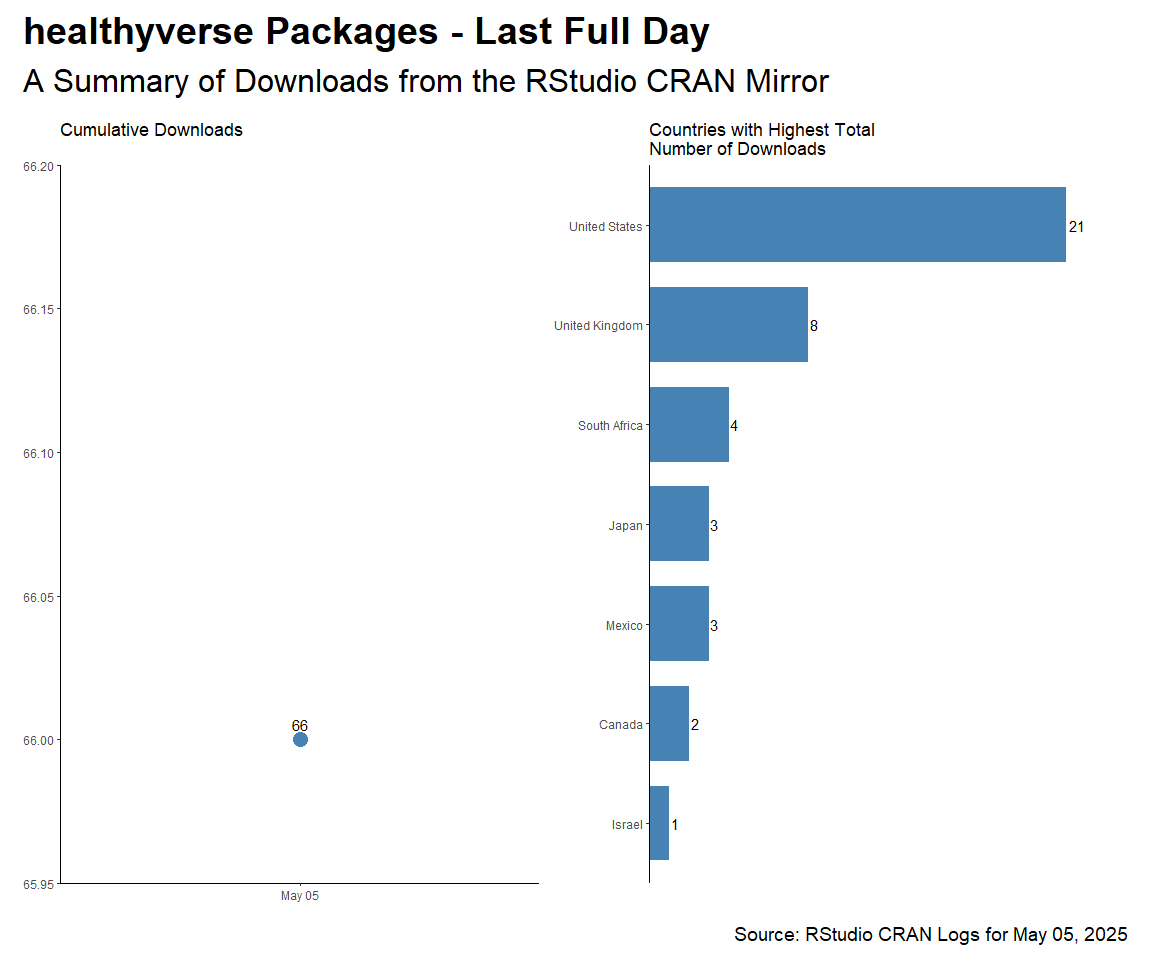 healthyverse Packages - Last Full Day
A Summary of Downloads from the RStudio CRAN Mirror
Cumulative Downloads
66.20
66.15
66.10
66.05
66.00
65.95
66
May 05
Countries with Highest Total
Number of Downloads
United States 21
United Kingdom 8
South Africa 4
Japan 3
Mexico 3
Canada 2
Israel 1
Source: RStudio CRAN Logs for May 05, 2025